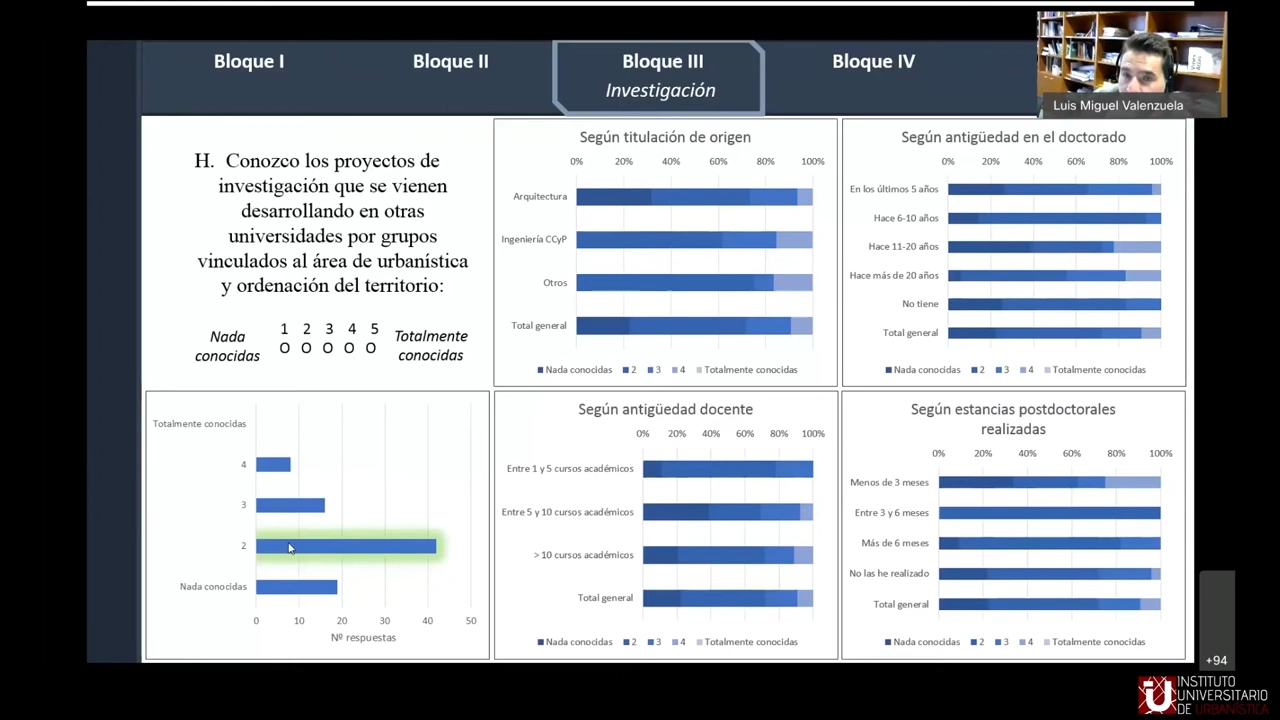 Bloque I
Bloque II
Bloque III
Investigación
Bloque IV
Luis Miguel Valenzuela
H. Conozco los proyectos de
investigación que se vienen
desarrollando en otras
universidades por grupos
vinculados al área de urbanística
y ordenación del territorio:
Nada
conocidas
1 2 3 4 5
O O O O O
Totalmente
conocidas
Según titulación de origen
0% 20% 40% 60% 80% 100%
Arquitectura
Ingeniería CCyP
Otros
Total general
Nada conocidas 2 3 4 Totalmente conocidas
Según antigüedad en el doctorado
0% 20% 40% 60% 80% 100%
En los últimos 5 años
Hace 6-10 años
Hace 11-20 años
Hace más de 20 años
No tiene
Total general
Nada conocidas 2 3 4 Totalmente conocidas
Totalmente conocidas
4
3
2
Nada conocidas
0 10 20 30 40 50
Nº respuestas
Según antigüedad docente
0% 20% 40% 60% 80% 100%
Entre 1 y 5 cursos académicos
Entre 5 y 10 cursos académicos
> 10 cursos académicos
Total general
Nada conocidas 2 3 4 Totalmente conocidas
Según estancias postdoctorales
realizadas
0% 20% 40% 60% 80% 100%
Menos de 3 meses
Entre 3 y 6 meses
Más de 6 meses
No las he realizado
Total general
Nada conocidas 2 3 4 Totalmente conocidas
+94
INSTITUTO
UNIVERSITARIO
DE URBANÍSTICA